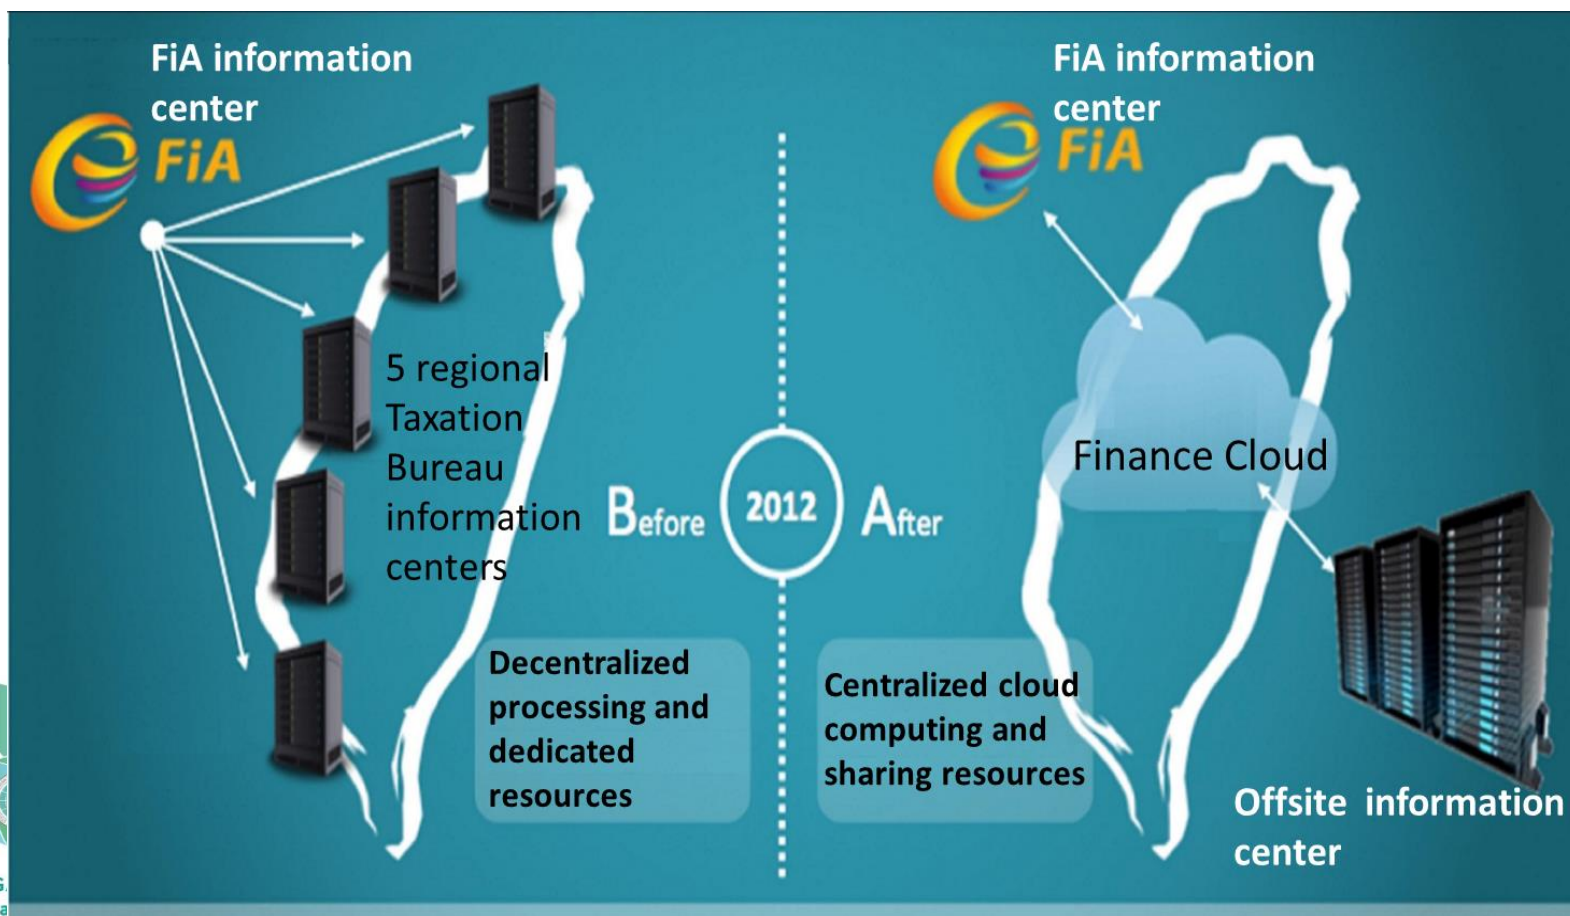 FiA information
center
FiA
5 regional
Taxation
Bureau
information
centers
Decentralized
processing and
dedicated
resources
Before
2012
After
FiA information
center
FiA
Finance Cloud
Centralized cloud
computing and
sharing resources
Offsite information
center